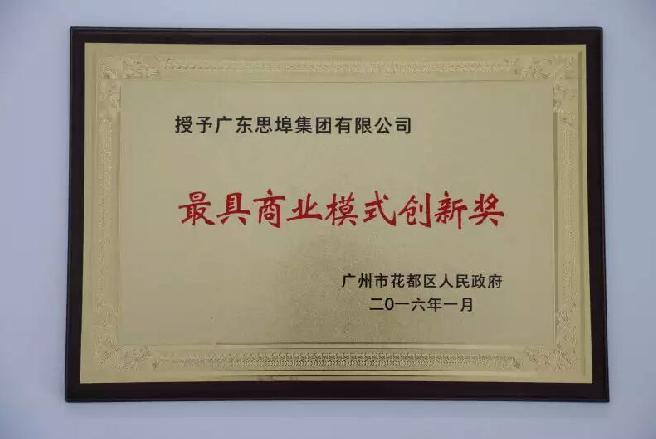 授予广东思埠集团有限公司
最具商业模式创新奖
广州市花都区人民政府
二〇一六年一月